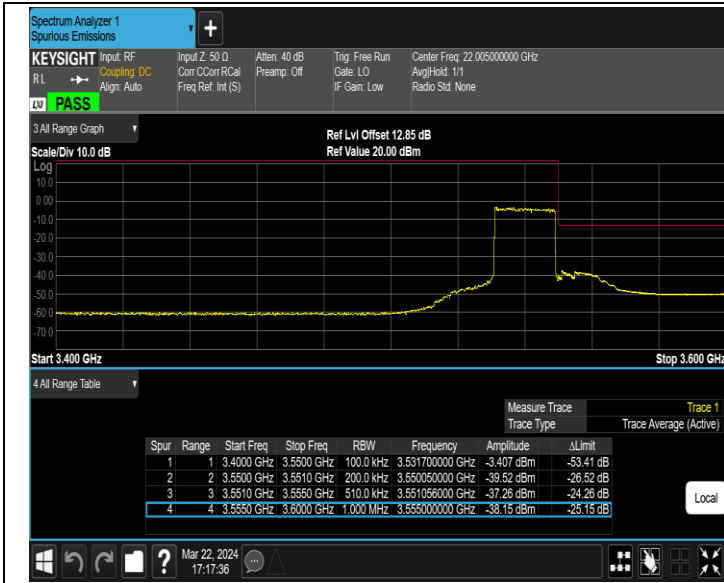 Spectrum Analyzer 1
Spurious Emissions
+
KEYSIGHT Input: RF Input Z: 50 Ω Atten: 40 dB Trig: Free Run Center Freq: 22.005000000 GHz
R L Coupling: DC Corr CCorr RCal Preamp: Off Gate: LO Avg|Hold: 1/1
Align: Auto Freq Ref: Int (S) IF Gain: Low Radio Std: None
LXI PASS
3 All Range Graph
Ref Lvl Offset 12.85 dB
Scale/Div 10.0 dB Ref Value 20.00 dBm
Log
10.0
0.00
-10.0
-20.0
-30.0
-40.0
-50.0
-60.0
-70.0
Start 3.400 GHz Stop 3.600 GHz
4 All Range Table
Measure Trace Trace 1
Trace Type Trace Average (Active)
Spur Range Start Freq Stop Freq RBW Frequency Amplitude ΔLimit
1 1 3.4000 GHz 3.5500 GHz 100.0 kHz 3.531700000 GHz -3.407 dBm -53.41 dB
2 2 3.5500 GHz 3.5510 GHz 200.0 kHz 3.550050000 GHz -39.52 dBm -26.52 dB
3 3 3.5510 GHz 3.5550 GHz 510.0 kHz 3.551056000 GHz -37.26 dBm -24.26 dB
4 4 3.5550 GHz 3.6000 GHz 1.000 MHz 3.555000000 GHz -38.15 dBm -25.15 dB
Local
? Mar 22, 2024
17:17:36